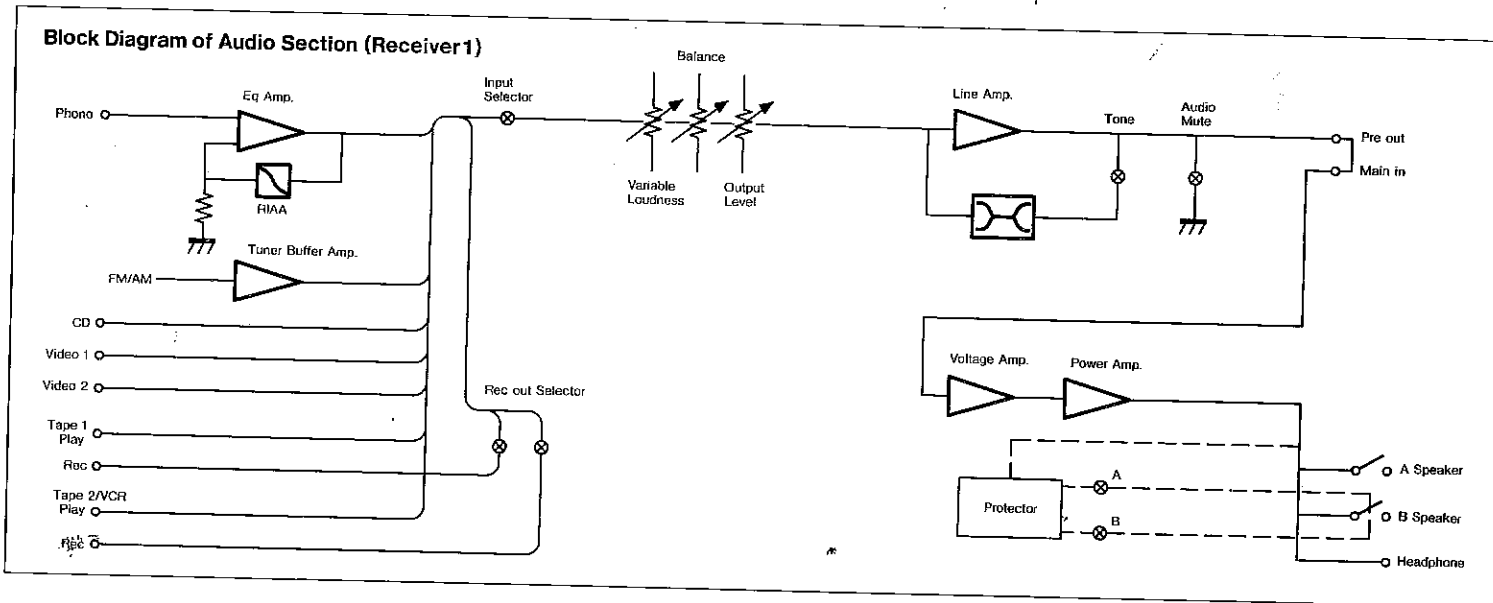 Block Diagram of Audio Section (Receiver1)
Balance
Input
Selector
Eq Amp.
Line Amp.
Audio
Mute
Tone
Phono
Pre out
Main in
Variable
Loudness
Output
Level
RIAA
Tuner Buffer Amp.
FM/AM
CD
Video 1
Video 2
Voltage Amp.
Power Amp.
Rec out Selector
Tape 1
Play
Rec
A Speaker
A
Protector
Tape 2/VCR
Play
B
B Speaker
Rec
Headphone